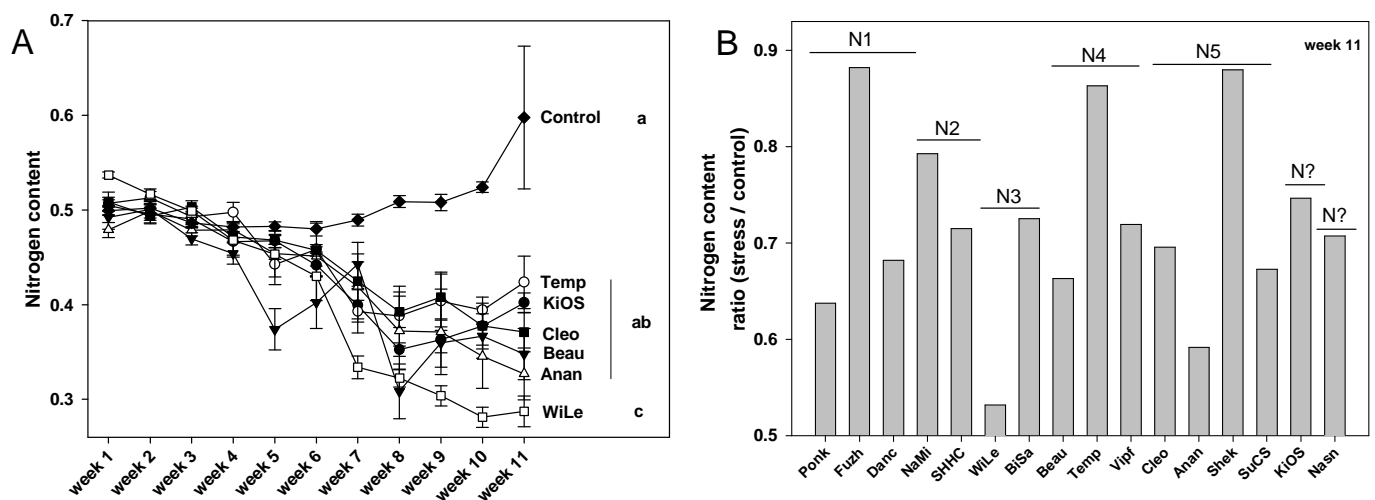 A
Nitrogen content
0.7
0.6
0.5
0.4
0.3
Control a
Temp
KiOS
ab
Cleo
Beau
Anan
WiLe c
week 1
week 2
week 3
week 4
week 5
week 6
week 7
week 8
week 9
week 10
week 11
B
Nitrogen content
ratio (stress / control)
0.9
0.8
0.7
0.6
0.5
week 11
N1
N2
N3
N4
N5
N?
N?
Ponk
Fuzh
Danc
NaMi
SHHC
WiLe
BiSa
Beau
Temp
Vipf
Cleo
Anan
Shek
SuCS
KiOS
Nasn